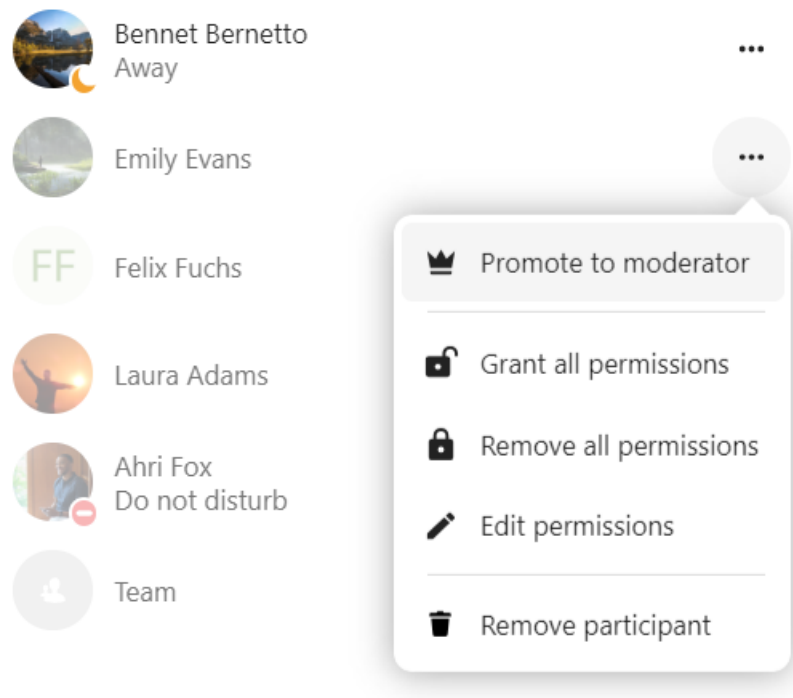 Bennet Bernetto
Away
Emily Evans
FF
Felix Fuchs
Laura Adams
Ahri Fox
Do not disturb
Team
Promote to moderator
Grant all permissions
Remove all permissions
Edit permissions
Remove participant